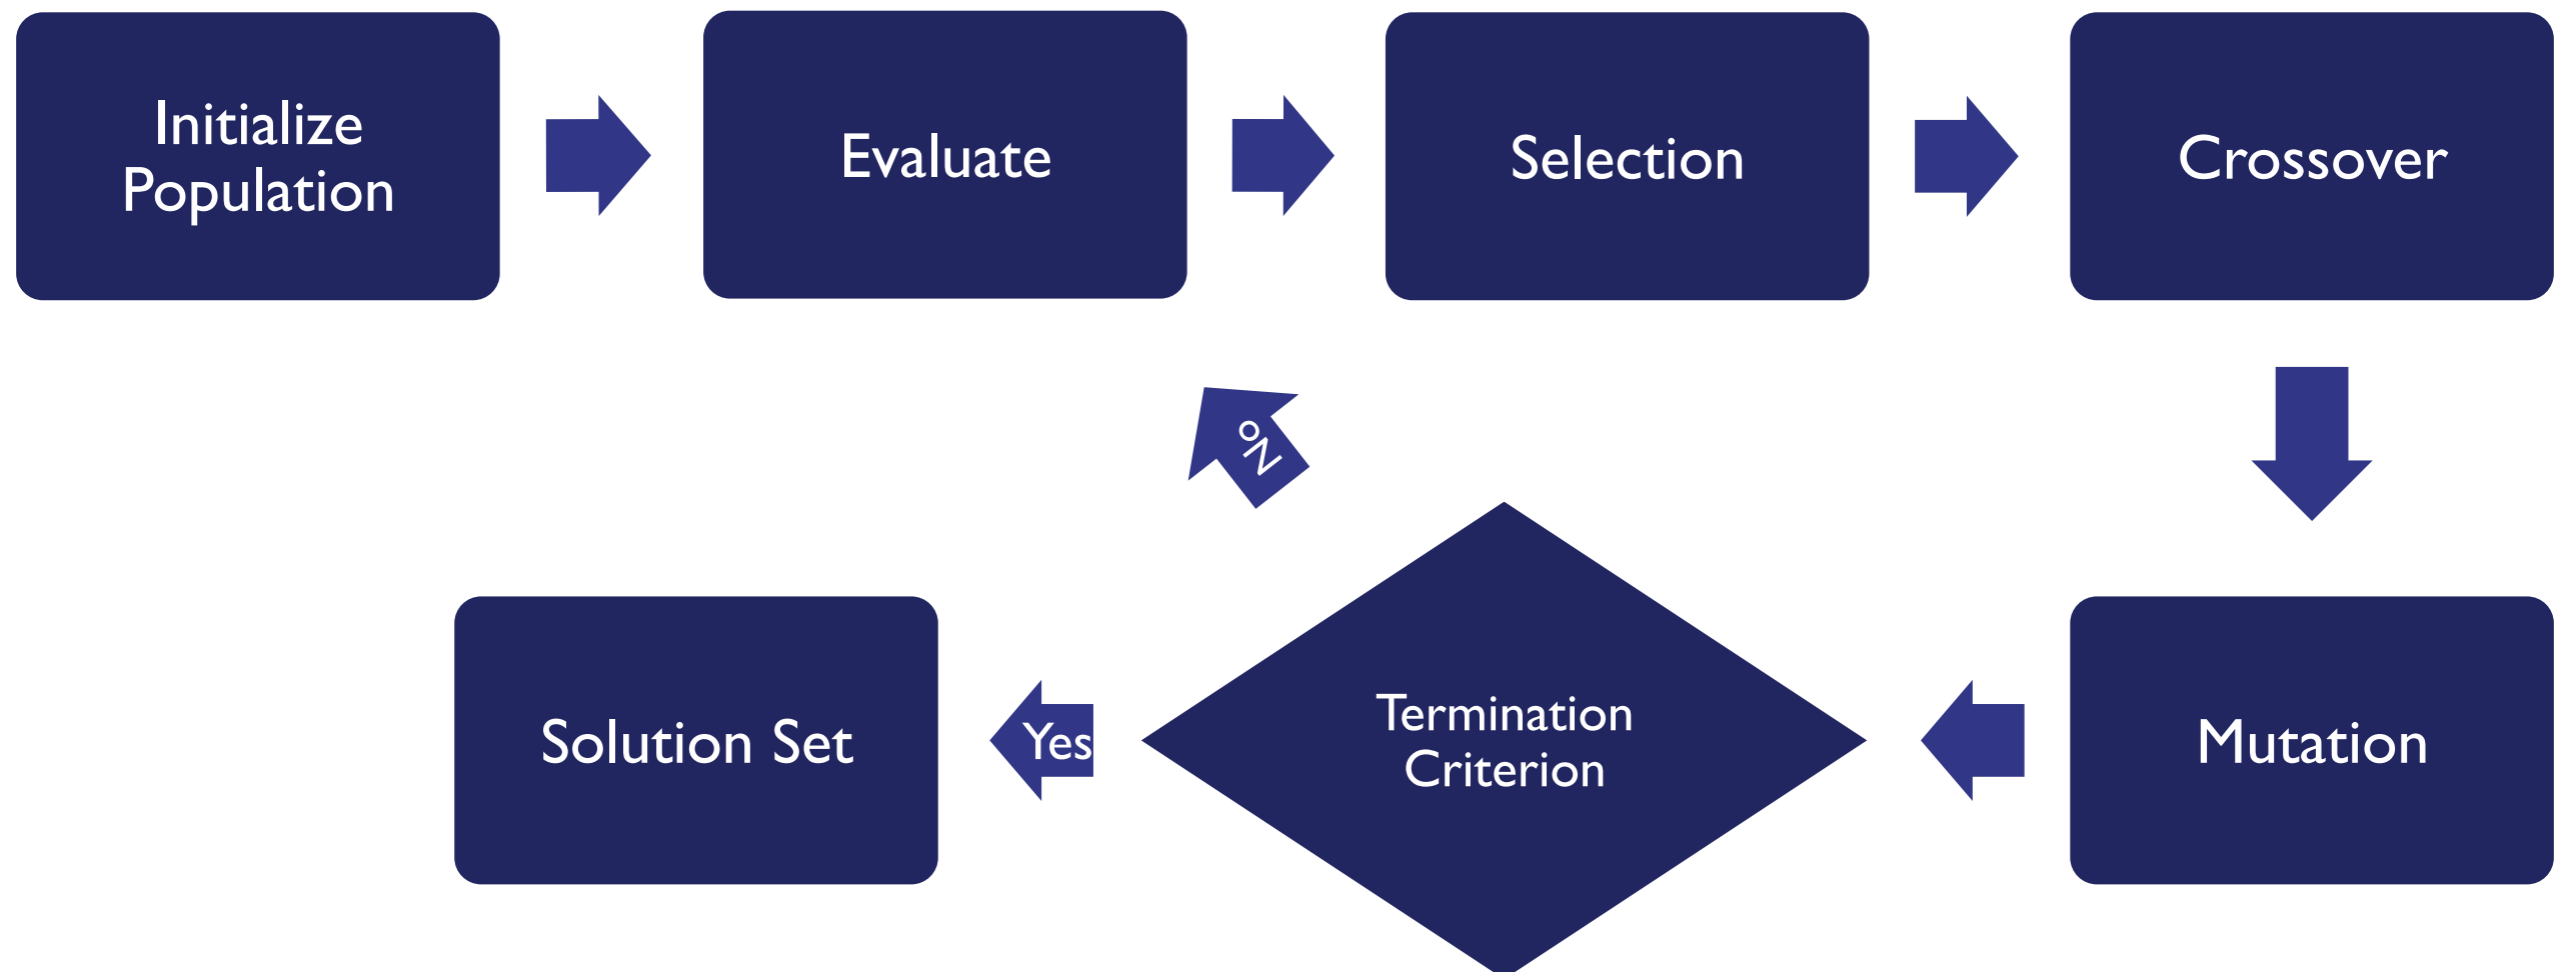 Initialize
Population
Evaluate
Selection
Crossover
No
Solution Set
Yes
Termination
Criterion
Mutation